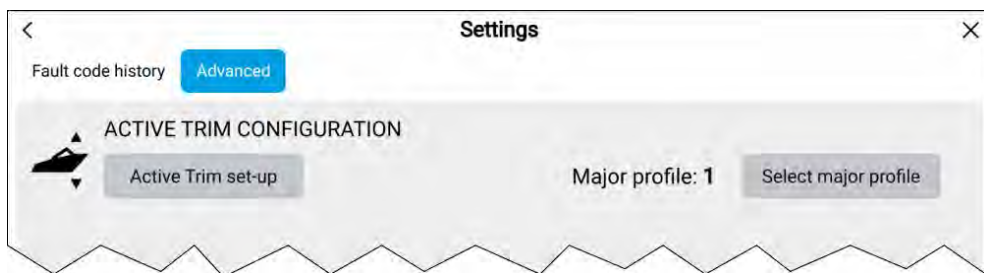 Settings
Fault code history Advanced
ACTIVE TRIM CONFIGURATION
Active Trim set-up Major profile: 1 Select major profile